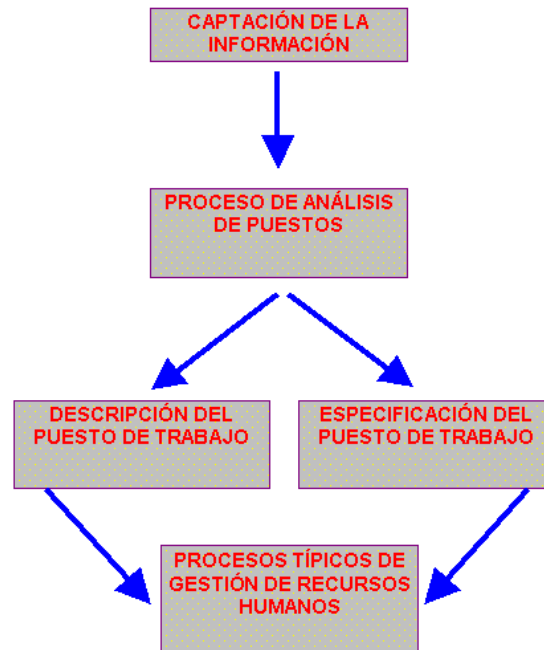 CAPTACIÓN DE LA
INFORMACIÓN
PROCESO DE ANÁLISIS
DE PUESTOS
DESCRIPCIÓN DEL
PUESTO DE TRABAJO
ESPECIFICACIÓN DEL
PUESTO DE TRABAJO
PROCESOS TÍPICOS DE
GESTIÓN DE RECURSOS
HUMANOS